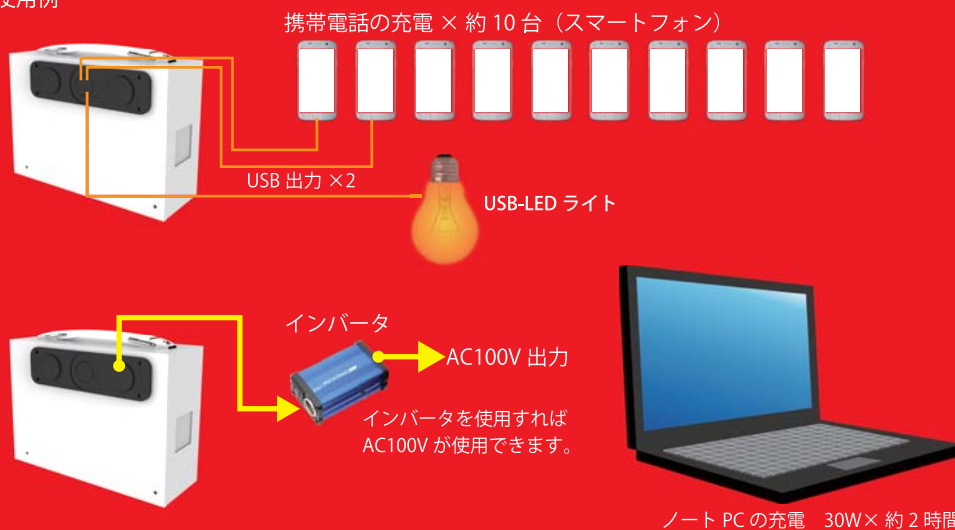 使用例
携帯電話の充電 × 約 10 台（スマートフォン）
USB 出力 ×2
USB-LED ライト
インバータ
AC100V 出力
インバータを使用すれば
AC100V が使用できます。
ノート PC の充電　30W× 約 2 時間